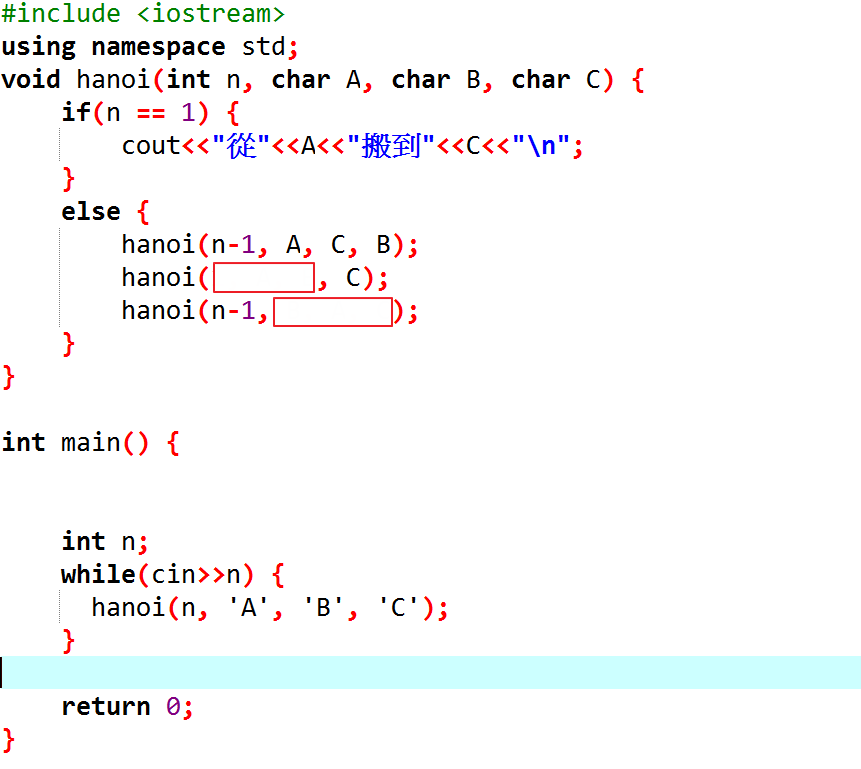 #include <iostream>
using namespace std;
void hanoi(int n, char A, char B, char C) {
    if(n == 1) {
        cout<<"從"<<A<<"搬到"<<C<<"\n";
    }
    else {
        hanoi(n-1, A, C, B);
        hanoi(      , C);
        hanoi(n-1,        );
    }
}

int main() {


    int n;
    while(cin>>n) {
      hanoi(n, 'A', 'B', 'C');
    }

    return 0;
}